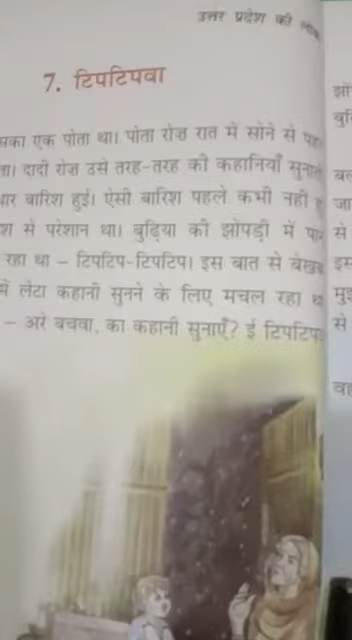 उत्तर प्रदेश की
7. टिपटिपवा
एक पोता था। पोता रोज़ रात में सोने से
दादी रोज़ उसे तरह-तरह की कहानियाँ
बारिश हुई। ऐसी बारिश पहले कभी नहीं
से परेशान था। बुढ़िया की झोंपड़ी में
रहा था – टिपटिप-टिपटिप। इस बात से
लेटा कहानी सुनने के लिए मचल रहा
– अरे बचवा, का कहानी सुनाएँ? ई
से